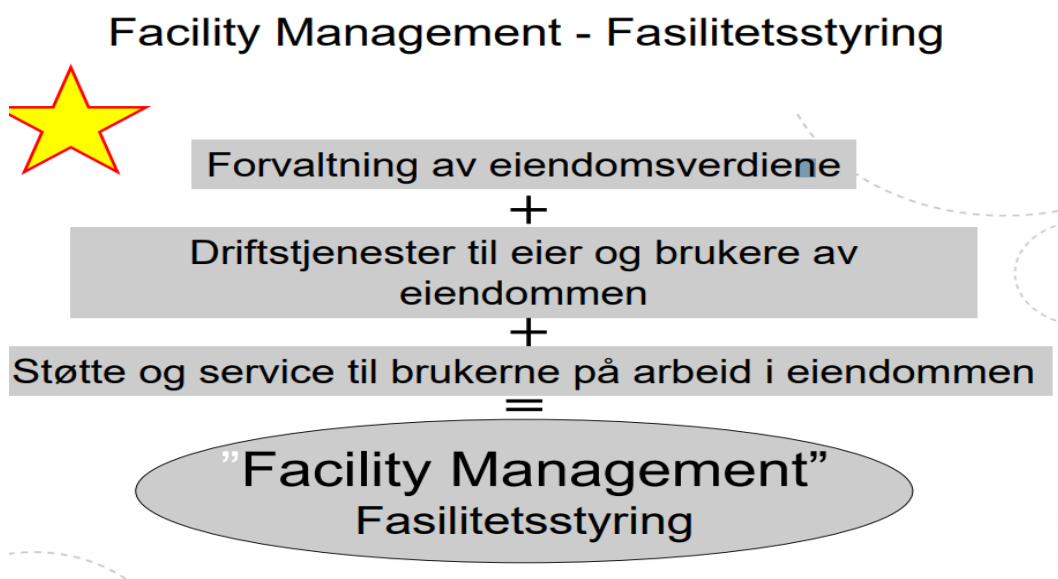 Facility Management - Fasilitetsstyring
Forvaltning av eiendomsverdiene
+
Driftstjenester til eier og brukere av
eiendommen
+
Støtte og service til brukerne på arbeid i eiendommen
=
”Facility Management”
Fasilitetsstyring